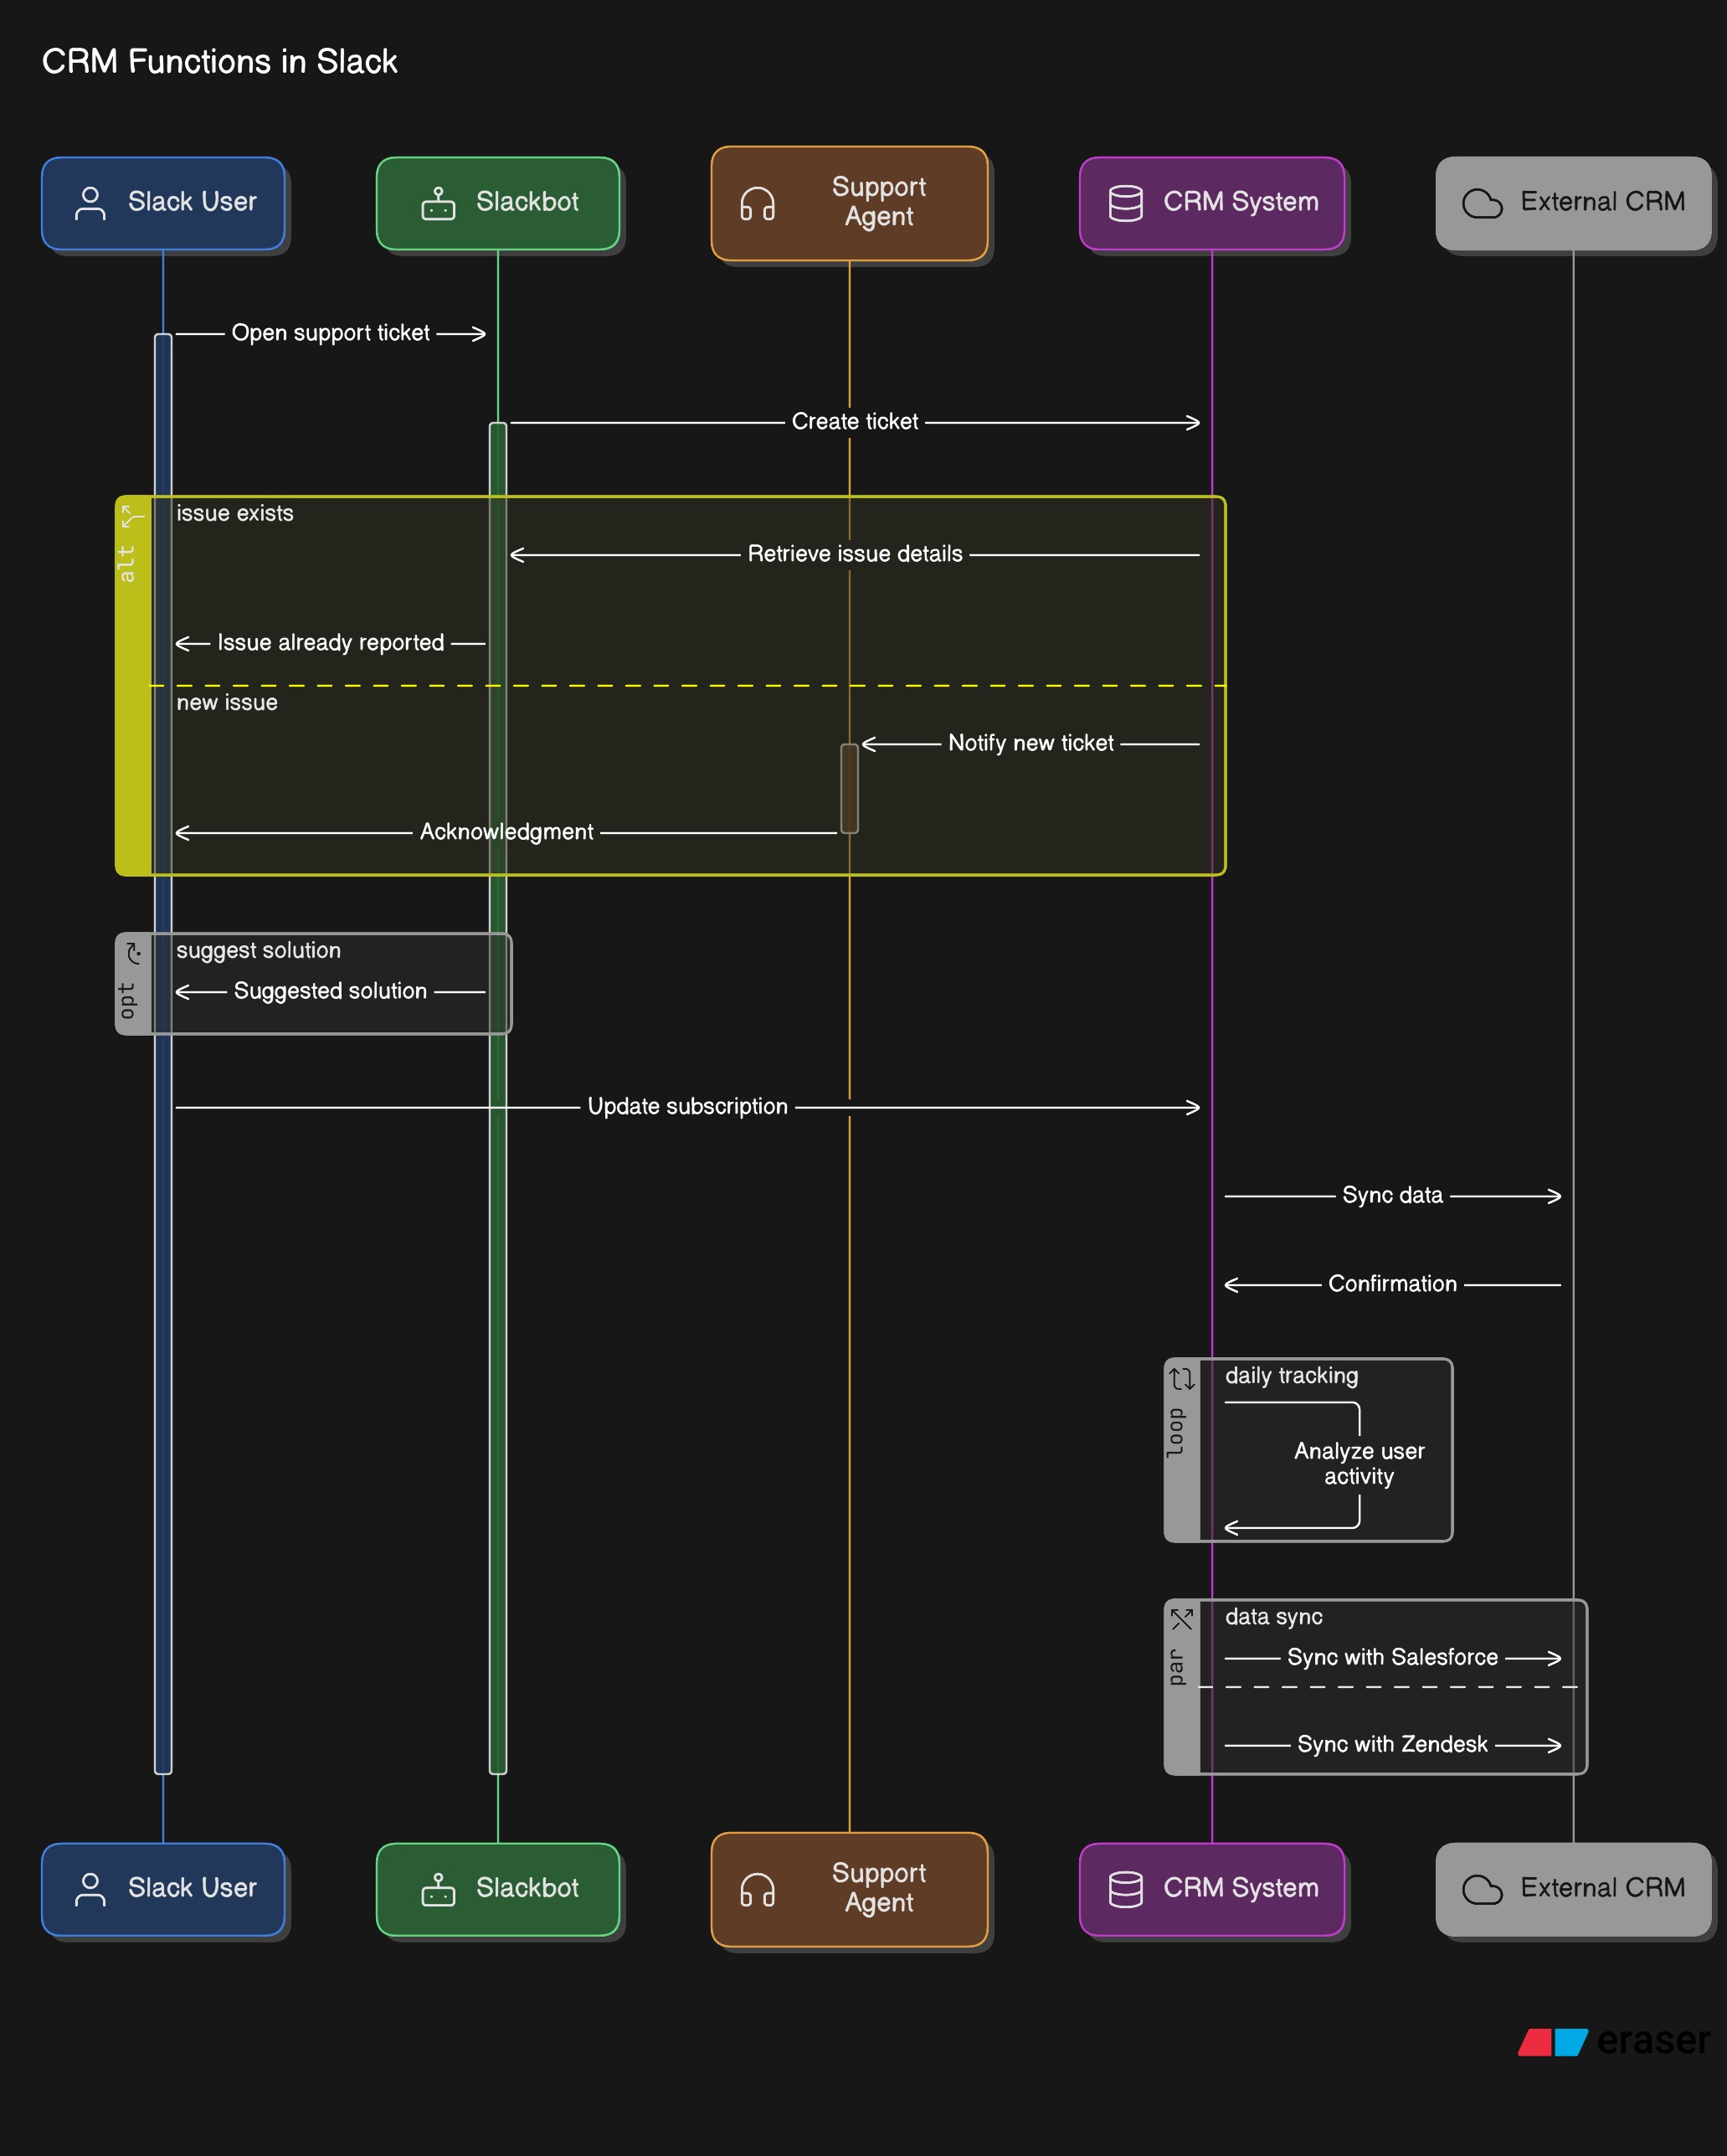 CRM Functions in Slack
Slack User
Slackbot
Support
Agent
CRM System
External CRM
Open support ticket
Create ticket
alt
issue exists
Retrieve issue details
Issue already reported
new issue
Notify new ticket
Acknowledgment
opt
suggest solution
Suggested solution
Update subscription
Sync data
Confirmation
loop
daily tracking
Analyze user
activity
par
data sync
Sync with Salesforce
Sync with Zendesk
Slack User
Slackbot
Support
Agent
CRM System
External CRM
eraser